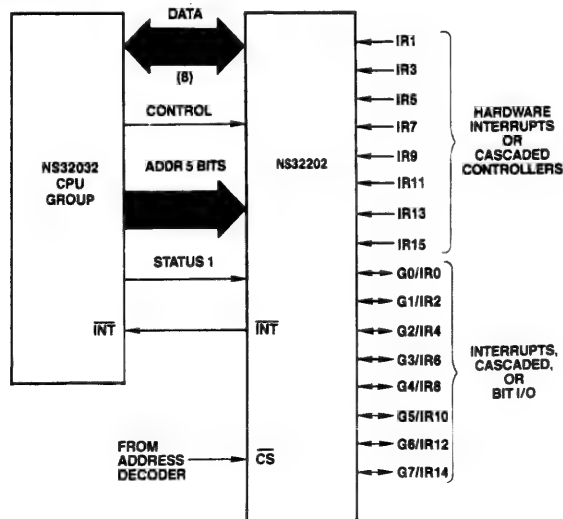 DATA
(8)
CONTROL
NS32032
CPU
GROUP
ADDR 5 BITS
STATUS 1
INT
INT
NS32202
FROM
ADDRESS
DECODER
CS
IR1
IR3
IR5
IR7
IR9
IR11
IR13
IR15
HARDWARE
INTERRUPTS
OR
CASCADED
CONTROLLERS
G0/IR0
G1/IR2
G2/IR4
G3/IR6
G4/IR8
G5/IR10
G6/IR12
G7/IR14
INTERRUPTS,
CASCADED,
OR
BIT I/O